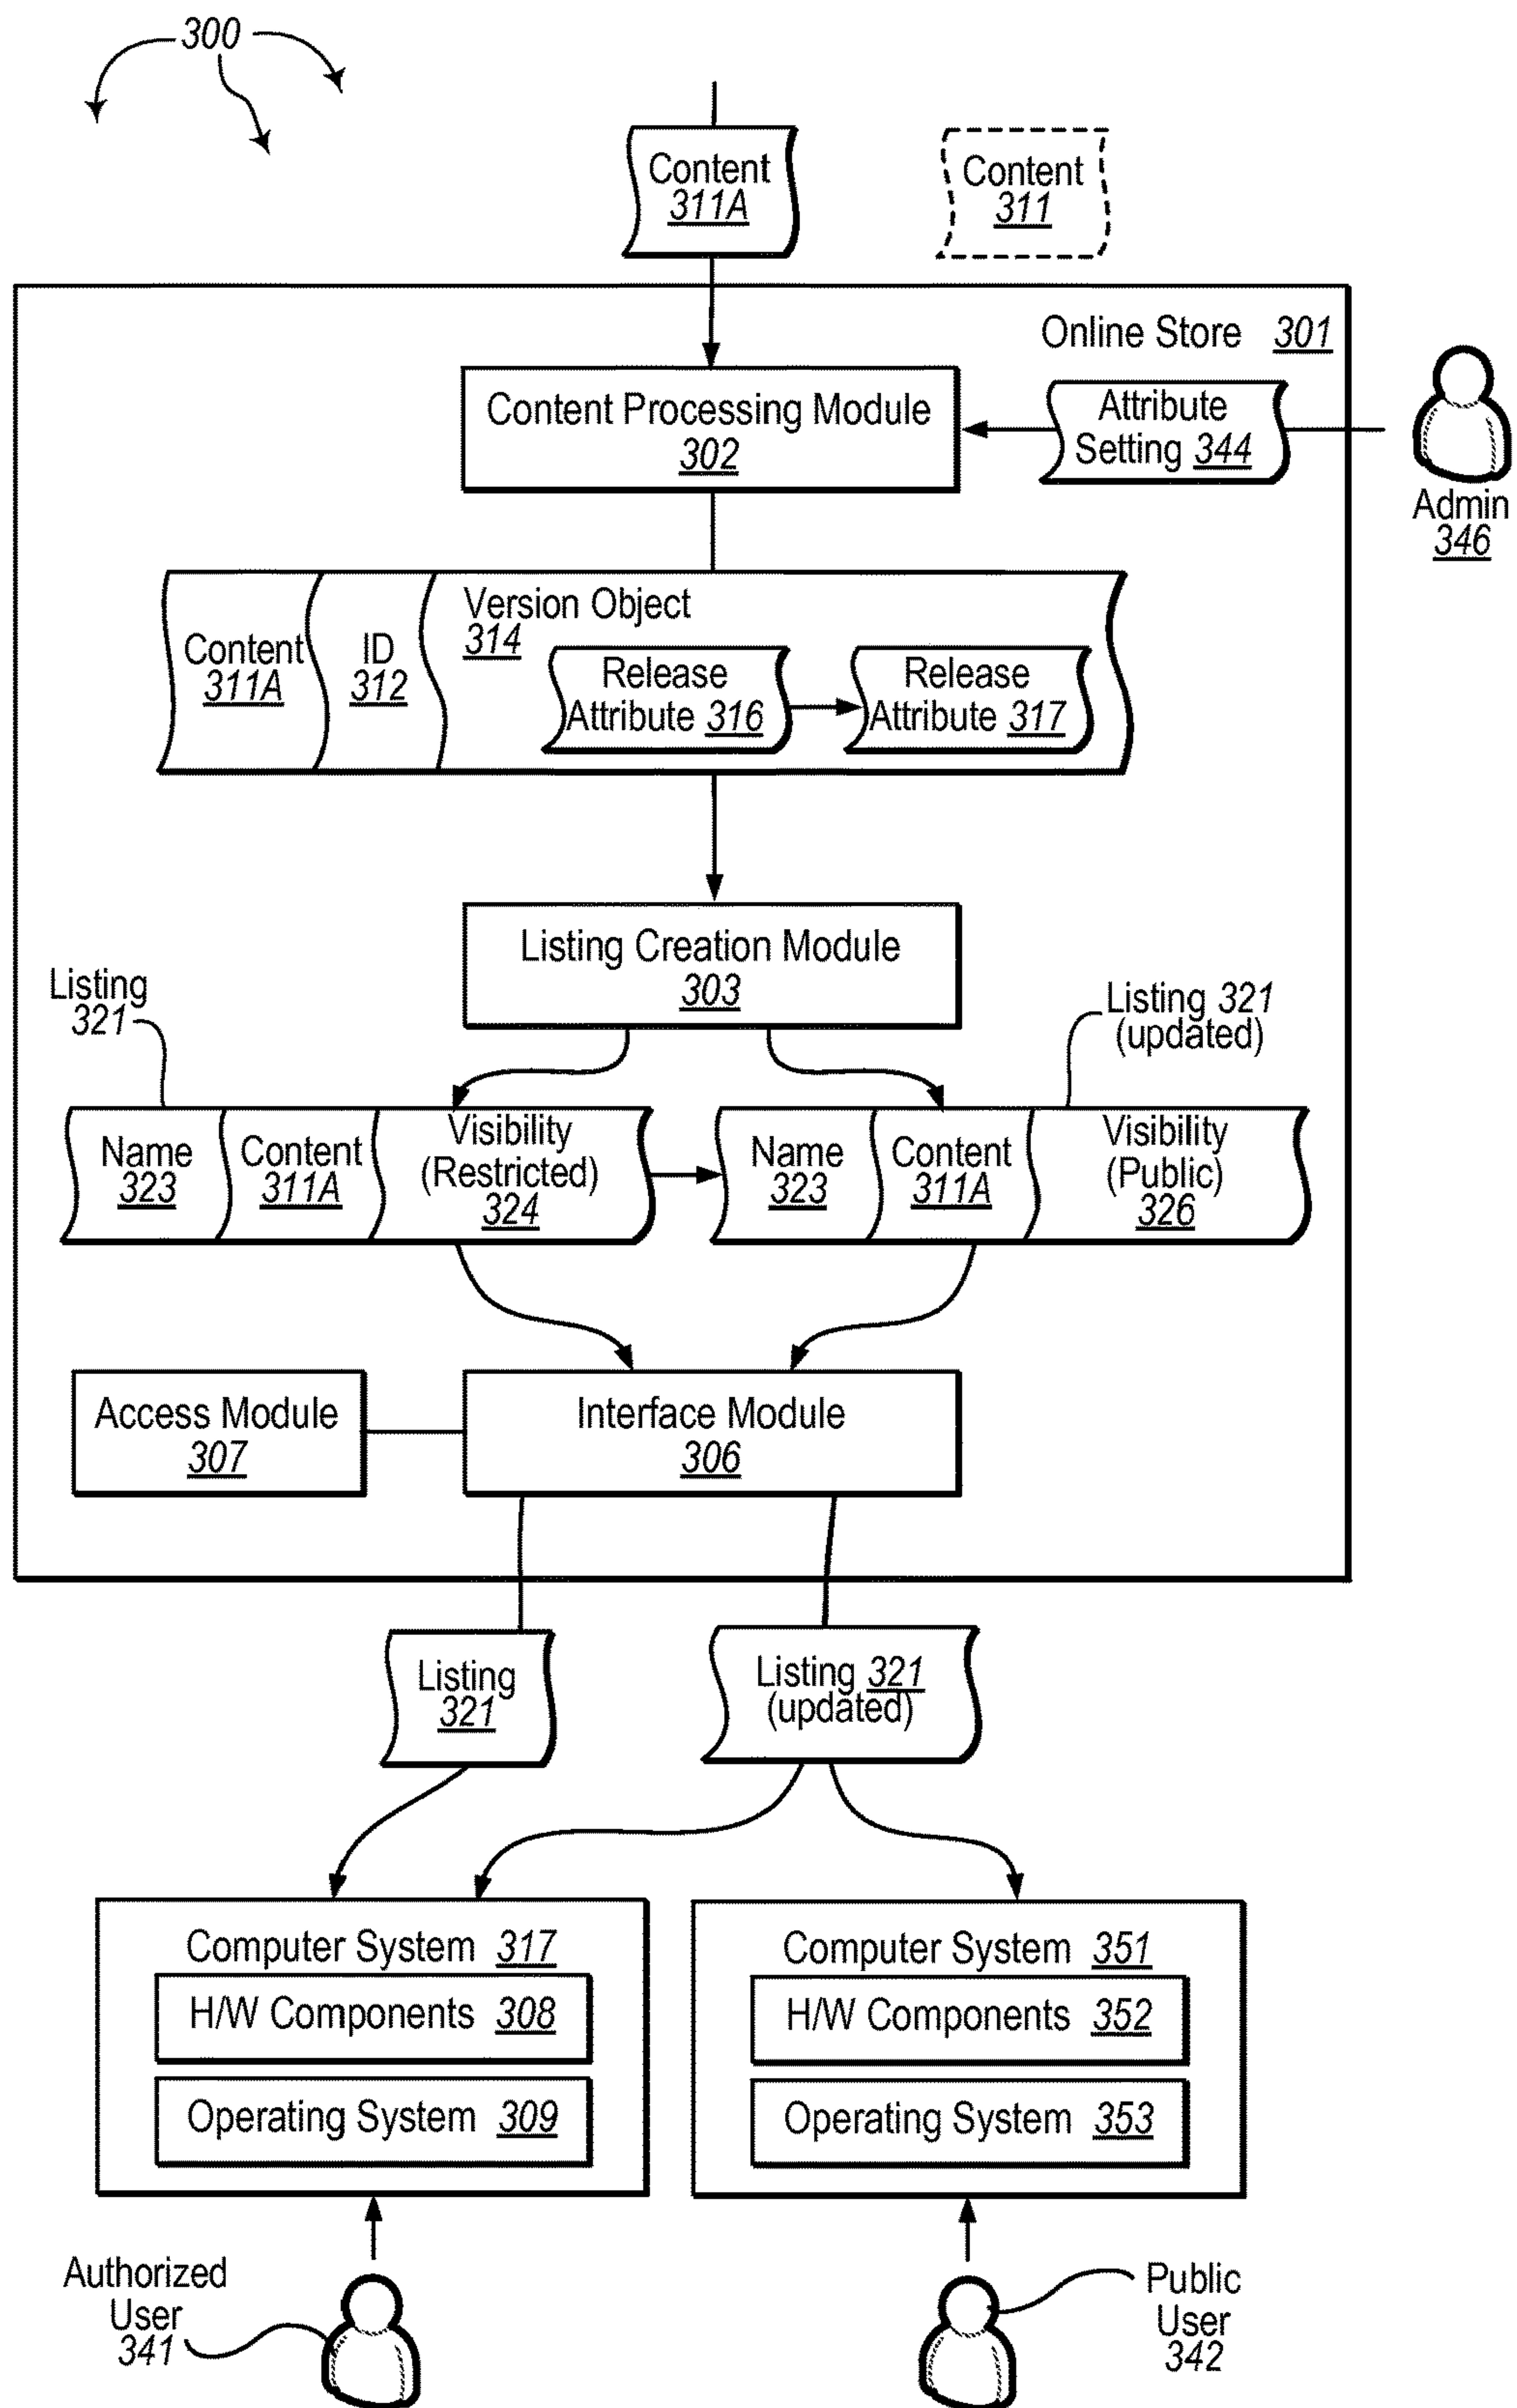 300
Content
311A
Content
311
Online Store 301
Content Processing Module
302
Attribute
Setting 344
Admin
346
Content
311A
ID
312
Version Object
314
Release
Attribute 316
Release
Attribute 317
Listing Creation Module
303
Listing
321
Listing 321
(updated)
Name
323
Content
311A
Visibility
(Restricted)
324
Name
323
Content
311A
Visibility
(Public)
326
Access Module
307
Interface Module
306
Listing
321
Listing 321
(updated)
Computer System 317
H/W Components 308
Operating System 309
Computer System 351
H/W Components 352
Operating System 353
Authorized
User
341
Public
User
342